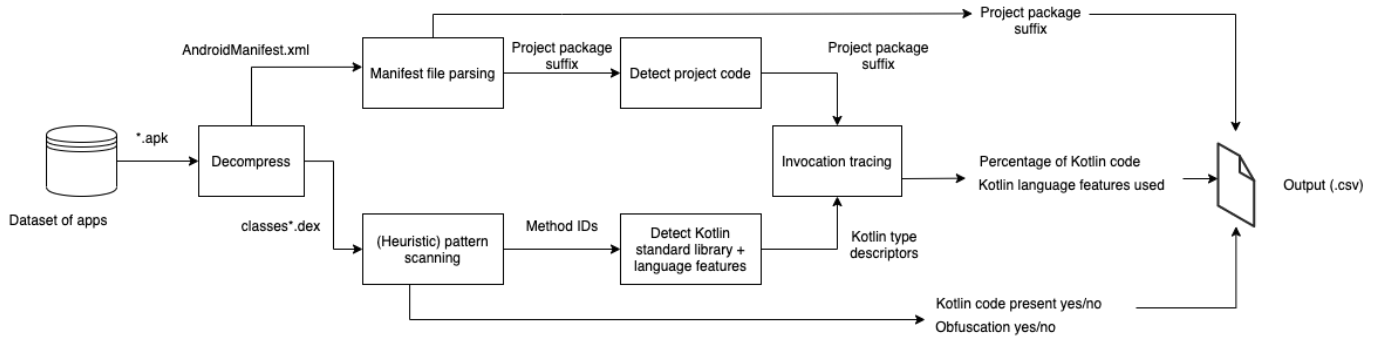 Project package
suffix
AndroidManifest.xml
Manifest file parsing
Project package
suffix
Detect project code
Project package
suffix
*.apk
Decompress
Invocation tracing
Percentage of Kotlin code
Kotlin language features used
Output (.csv)
Dataset of apps
classes*.dex
(Heuristic) pattern
scanning
Method IDs
Detect Kotlin
standard library +
language features
Kotlin type
descriptors
Kotlin code present yes/no
Obfuscation yes/no